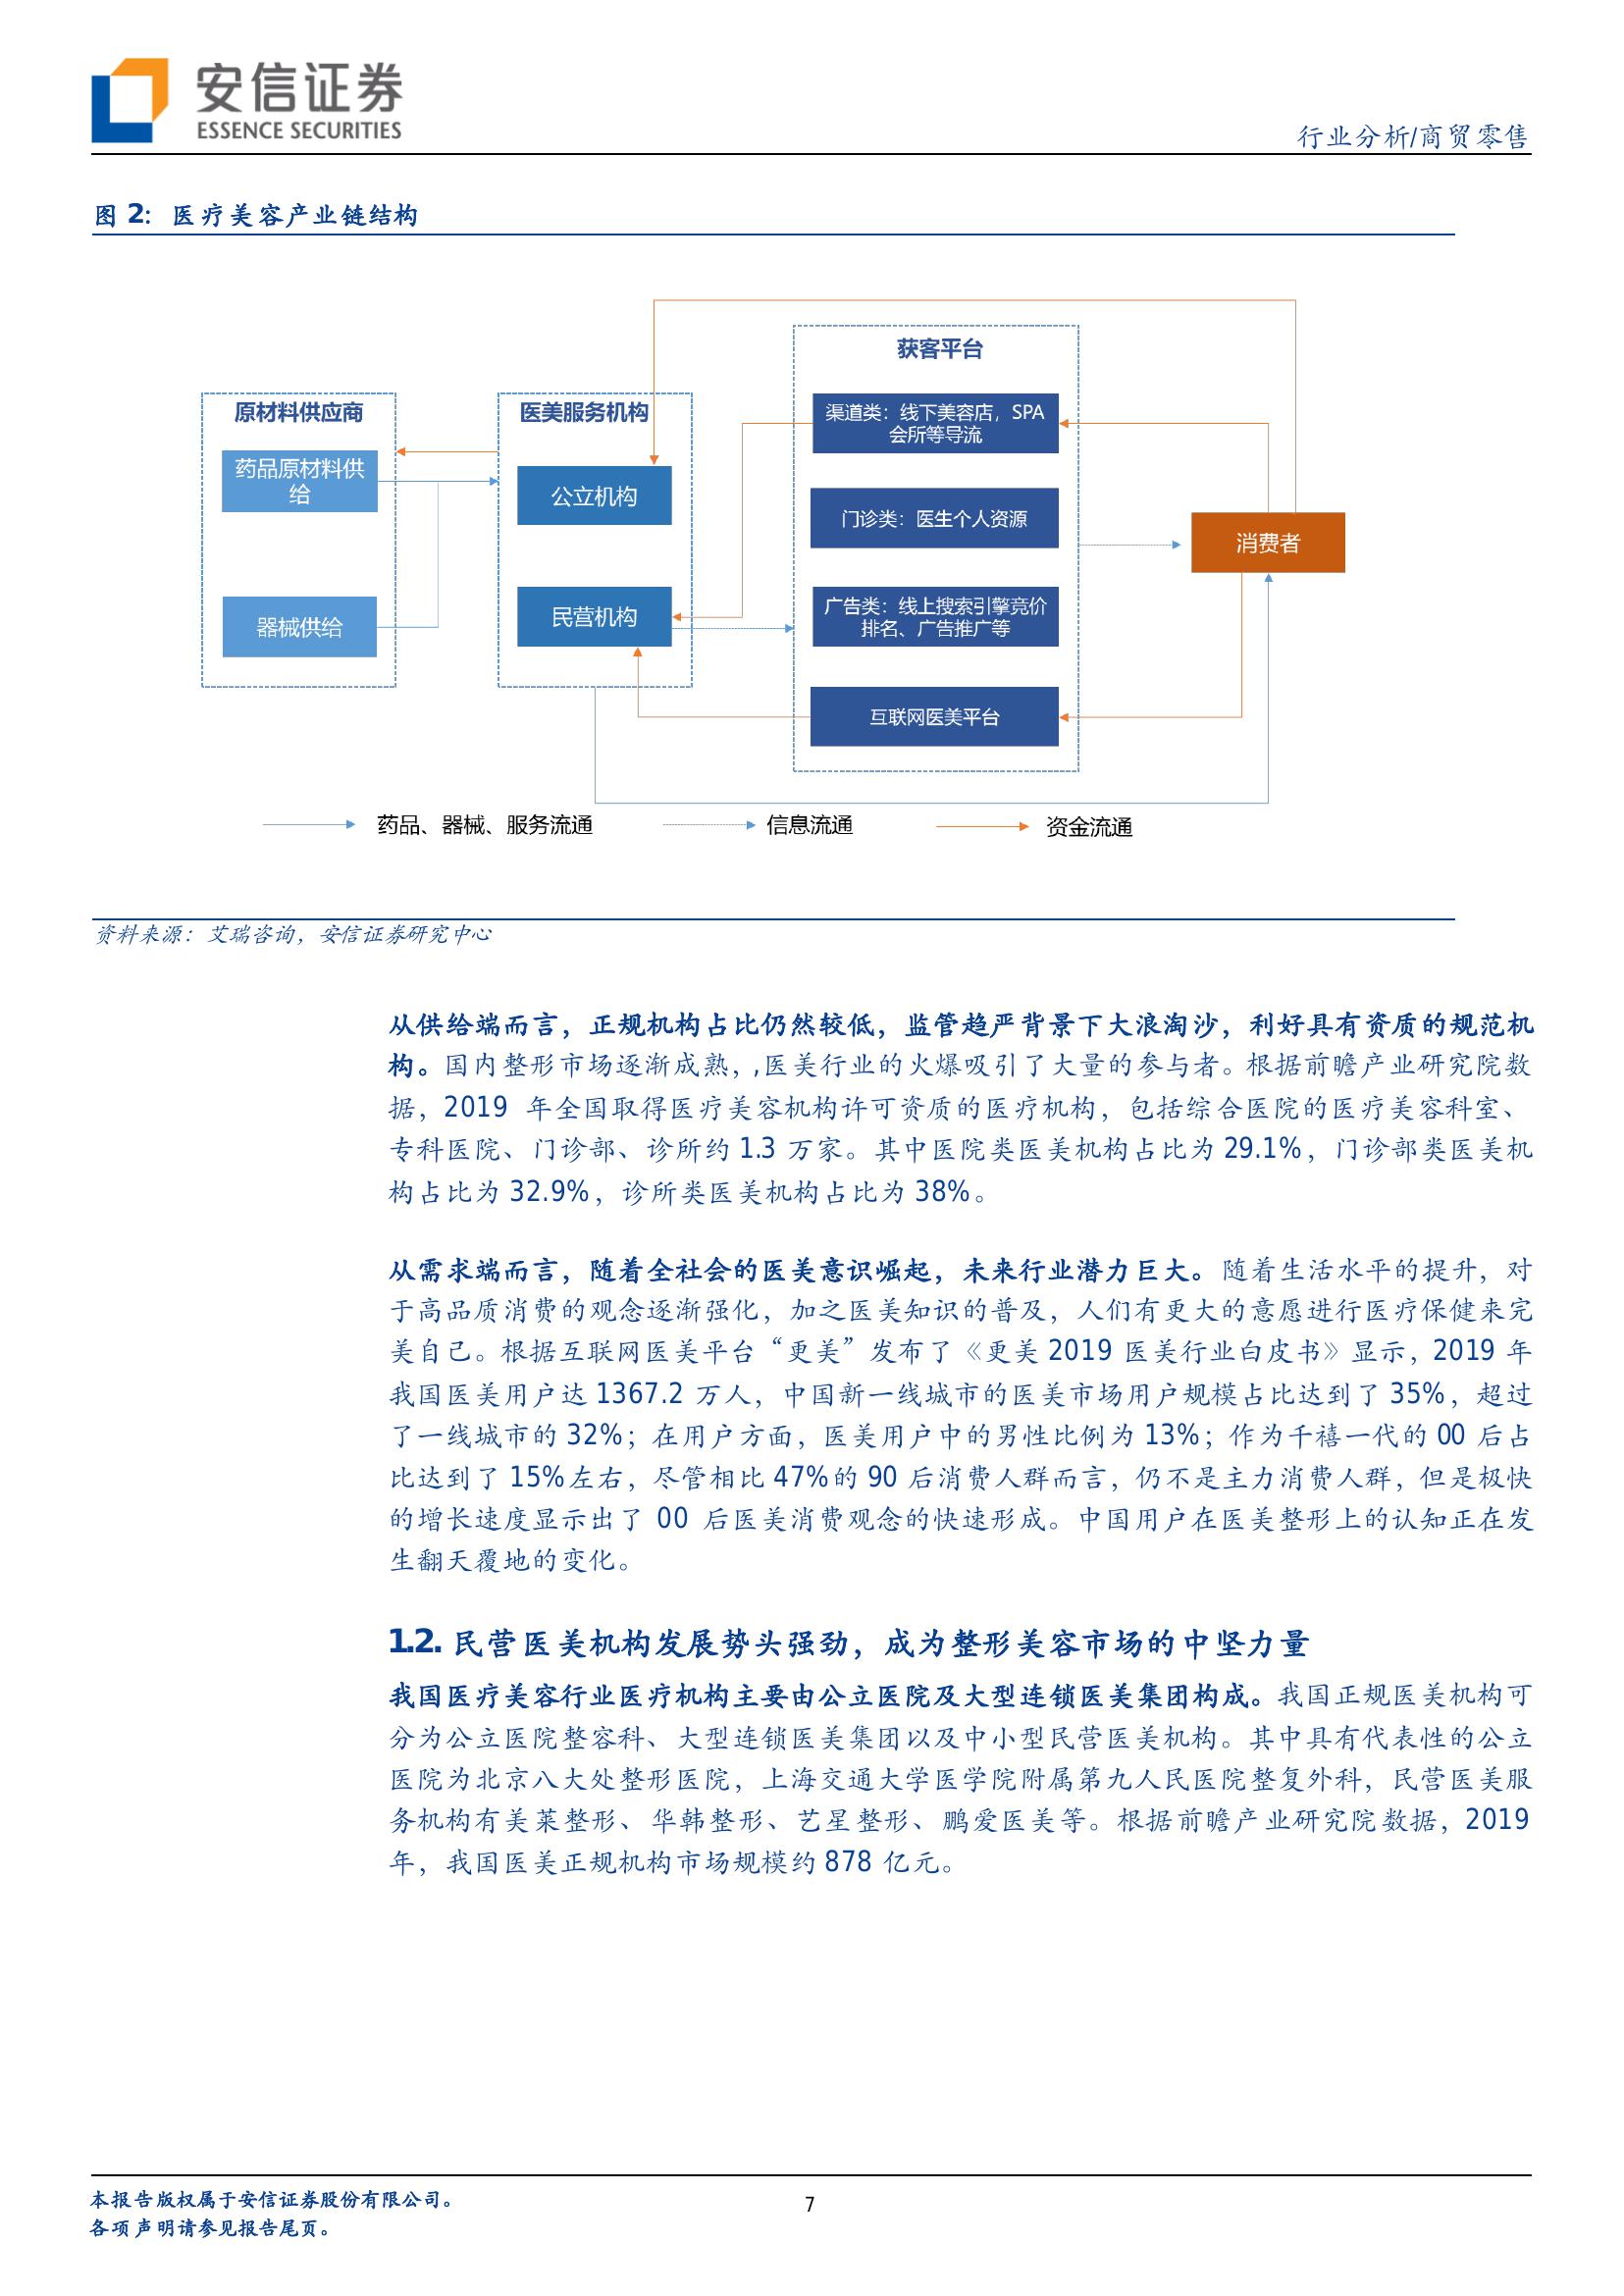 安信证券
ESSENCE SECURITIES
行业分析/商贸零售
图 2：医疗美容产业链结构
原材料供应商
药品原材料供
给
器械供给
医美服务机构
公立机构
民营机构
获客平台
渠道类：线下美容店，SPA
会所等导流
门诊类：医生个人资源
广告类：线上搜索引擎竞价
排名、广告推广等
互联网医美平台
消费者
药品、器械、服务流通
信息流通
资金流通
资料来源：艾瑞咨询，安信证券研究中心
从供给端而言，正规机构占比仍然较低，监管趋严背景下大浪淘沙，利好具有资质的规范机
构。国内整形市场逐渐成熟，,医美行业的火爆吸引了大量的参与者。根据前瞻产业研究院数
据，2019 年全国取得医疗美容机构许可资质的医疗机构，包括综合医院的医疗美容科室、
专科医院、门诊部、诊所约 1.3 万家。其中医院类医美机构占比为 29.1%，门诊部类医美机
构占比为 32.9%，诊所类医美机构占比为 38%。
从需求端而言，随着全社会的医美意识崛起，未来行业潜力巨大。随着生活水平的提升，对
于高品质消费的观念逐渐强化，加之医美知识的普及，人们有更大的意愿进行医疗保健来完
美自己。根据互联网医美平台“更美”发布了《更美 2019 医美行业白皮书》显示，2019 年
我国医美用户达 1367.2 万人，中国新一线城市的医美市场用户规模占比达到了 35%，超过
了一线城市的 32%；在用户方面，医美用户中的男性比例为 13%；作为千禧一代的 00 后占
比达到了 15%左右，尽管相比 47%的 90 后消费人群而言，仍不是主力消费人群，但是极快
的增长速度显示出了 00 后医美消费观念的快速形成。中国用户在医美整形上的认知正在发
生翻天覆地的变化。
1.2. 民营医美机构发展势头强劲，成为整形美容市场的中坚力量
我国医疗美容行业医疗机构主要由公立医院及大型连锁医美集团构成。我国正规医美机构可
分为公立医院整容科、大型连锁医美集团以及中小型民营医美机构。其中具有代表性的公立
医院为北京八大处整形医院，上海交通大学医学院附属第九人民医院整复外科，民营医美服
务机构有美莱整形、华韩整形、艺星整形、鹏爱医美等。根据前瞻产业研究院数据，2019
年，我国医美正规机构市场规模约 878 亿元。
本报告版权属于安信证券股份有限公司。
各项声明请参见报告尾页。
7